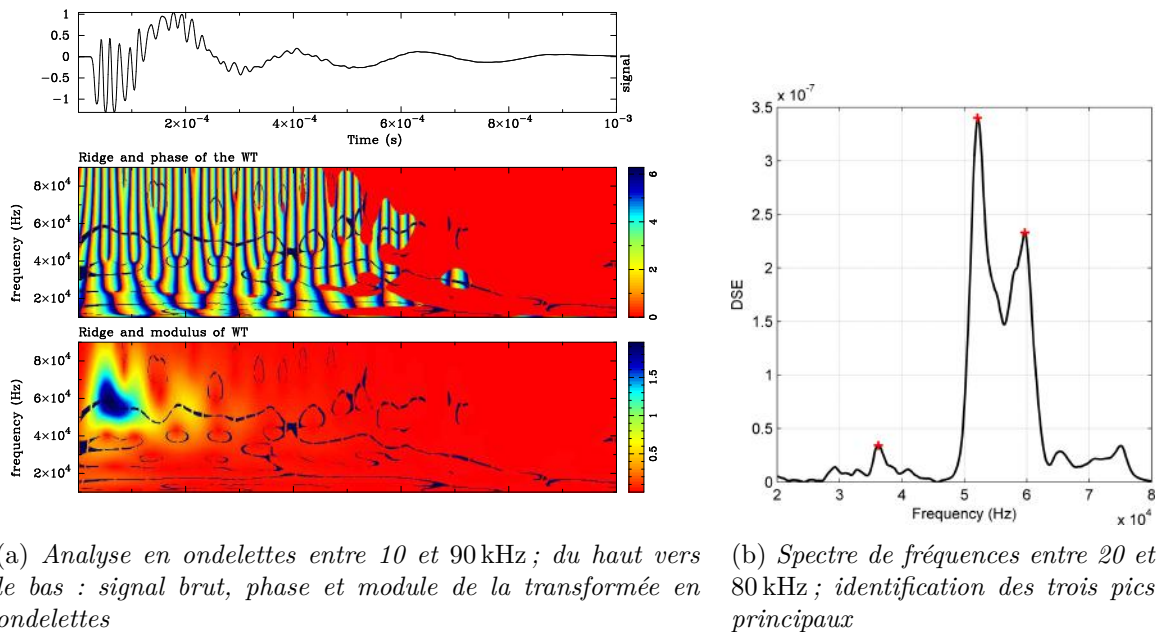 1
0.5
0
−0.5
−1
signal
2×10⁻⁴
4×10⁻⁴
6×10⁻⁴
8×10⁻⁴
10⁻³
Time (s)
Ridge and phase of the WT
8×10⁴
6×10⁴
4×10⁴
2×10⁴
frequency (Hz)
6
4
2
0
Ridge and modulus of WT
8×10⁴
6×10⁴
4×10⁴
2×10⁴
frequency (Hz)
1.5
1
0.5
(a) Analyse en ondelettes entre 10 et 90 kHz ; du haut vers
le bas : signal brut, phase et module de la transformée en
ondelettes
x 10⁻⁷
3.5
3
2.5
2
1.5
1
0.5
0
DSE
2 3 4 5 6 7 8
Frequency (Hz)
x 10⁴
(b) Spectre de fréquences entre 20 et
80 kHz ; identification des trois pics
principaux